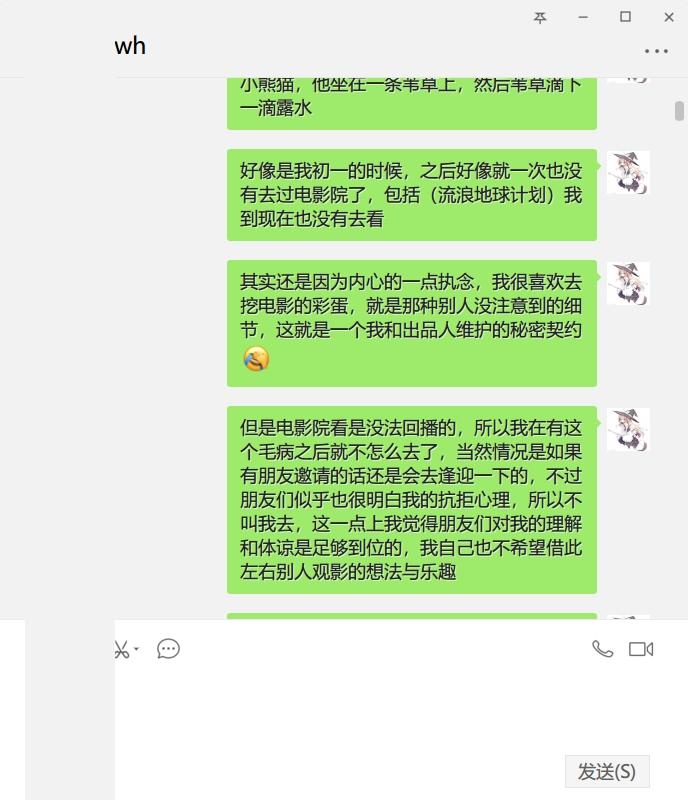 wh
小熊猫，他坐在一条苇草上，然后苇草滴下
一滴露水
好像是我初一的时候，之后好像就一次也没
有去过电影院了，包括（流浪地球计划）我
到现在也没有去看
其实还是因为内心的一点执念，我很喜欢去
挖电影的彩蛋，就是那种别人没注意到的细
节，这就是一个我和出品人维护的秘密契约
但是电影院看是没法回播的，所以我在有这
个毛病之后就不怎么去了，当然情况是如果
有朋友邀请的话还是会去逢迎一下的，不过
朋友们似乎也很明白我的抗拒心理，所以不
叫我去，这一点上我觉得朋友们对我的理解
和体谅是足够到位的，我自己也不希望借此
左右别人观影的想法与乐趣
发送(S)